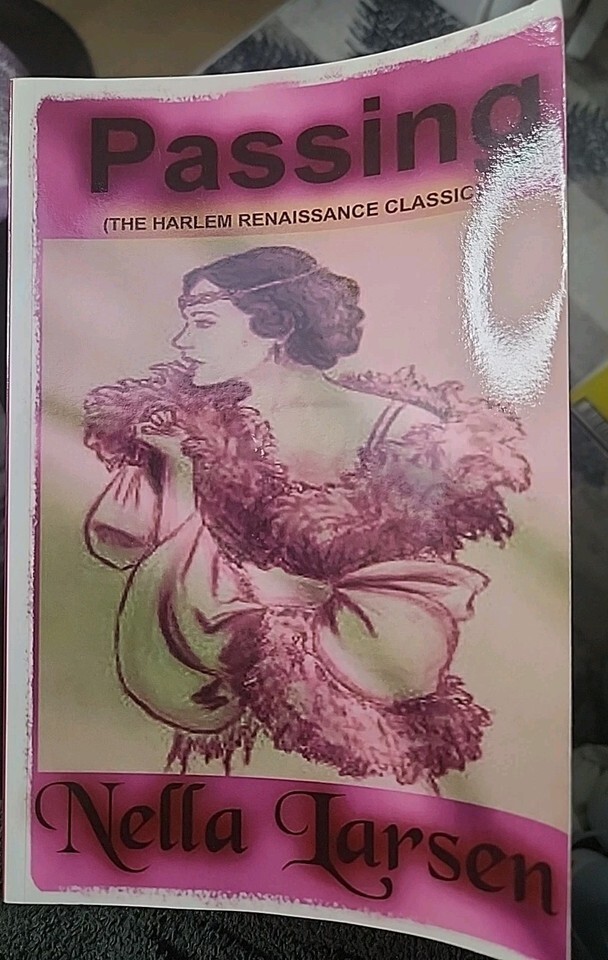 Passing
(THE HARLEM RENAISSANCE CLASSIC
Nella Larsen